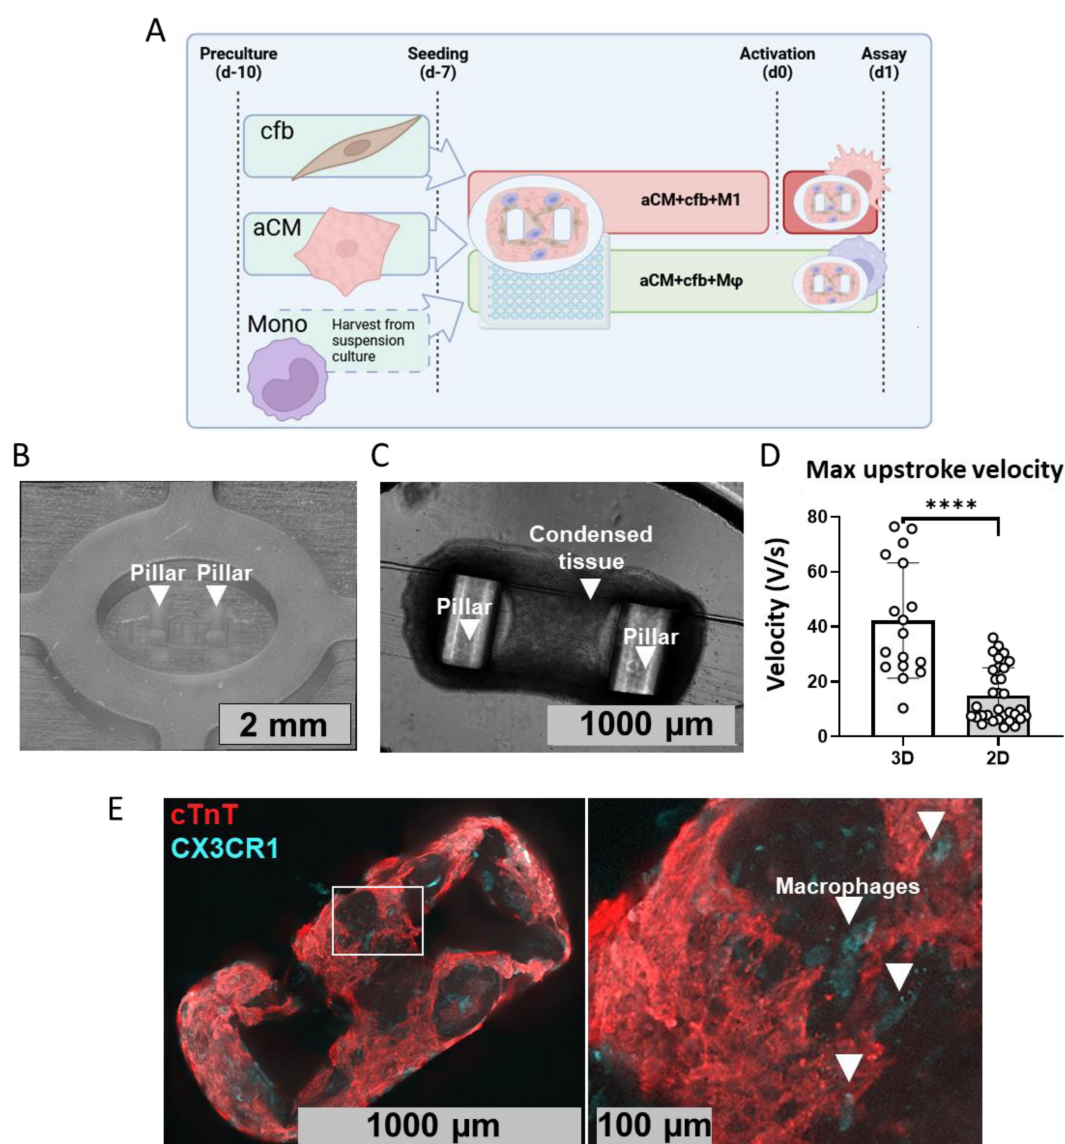 A
Preculture
(d-10)
Seeding
(d-7)
Activation
(d0)
Assay
(d1)
cfb
aCM
Mono
Harvest from
suspension
culture
aCM+cfb+M1
aCM+cfb+Mφ
B
Pillar
Pillar
2 mm
C
Condensed
tissue
Pillar
Pillar
1000 µm
D
Max upstroke velocity
****
Velocity (V/s)
80
60
40
20
0
3D
2D
E
cTnT
CX3CR1
1000 µm
Macrophages
100 µm